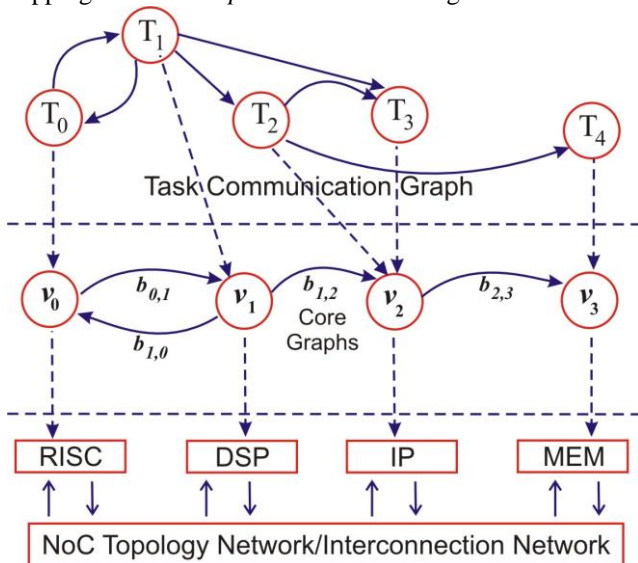 T1
T0
T2
T3
T4
Task Communication Graph
v0
b0,1
v1
b1,2
v2
b2,3
v3
b1,0
Core
Graphs
RISC
DSP
IP
MEM
NoC Topology Network/Interconnection Network